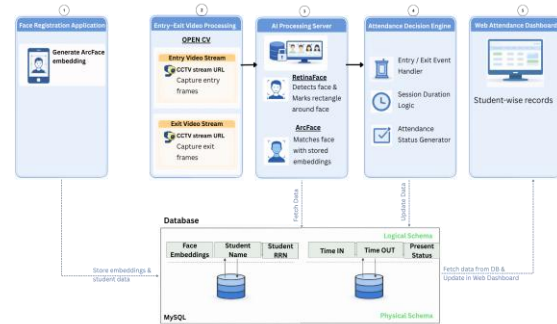 1
Face Registration Application
Generate ArcFace
embedding
2
Entry-Exit Video Processing
OPEN CV
Entry Video Stream
CCTV stream URL
Capture entry
frames
Exit Video Stream
CCTV stream URL
Capture exit
frames
3
AI Processing Server
RetinaFace
Detects face &
Marks rectangle
around face
ArcFace
Matches face
with stored
embeddings
4
Attendance Decision Engine
Entry / Exit Event
Handler
Session Duration
Logic
Attendance
Status Generator
5
Web Attendance Dashboard
Student-wise records
Fetch Data
Update Data
Store embeddings &
student data
Fetch data from DB &
Update in Web Dashboard
Database
Logical Schema
Face
Embeddings
Student
Name
Student
RRN
Time IN
Time OUT
Present
Status
MySQL
Physical Schema